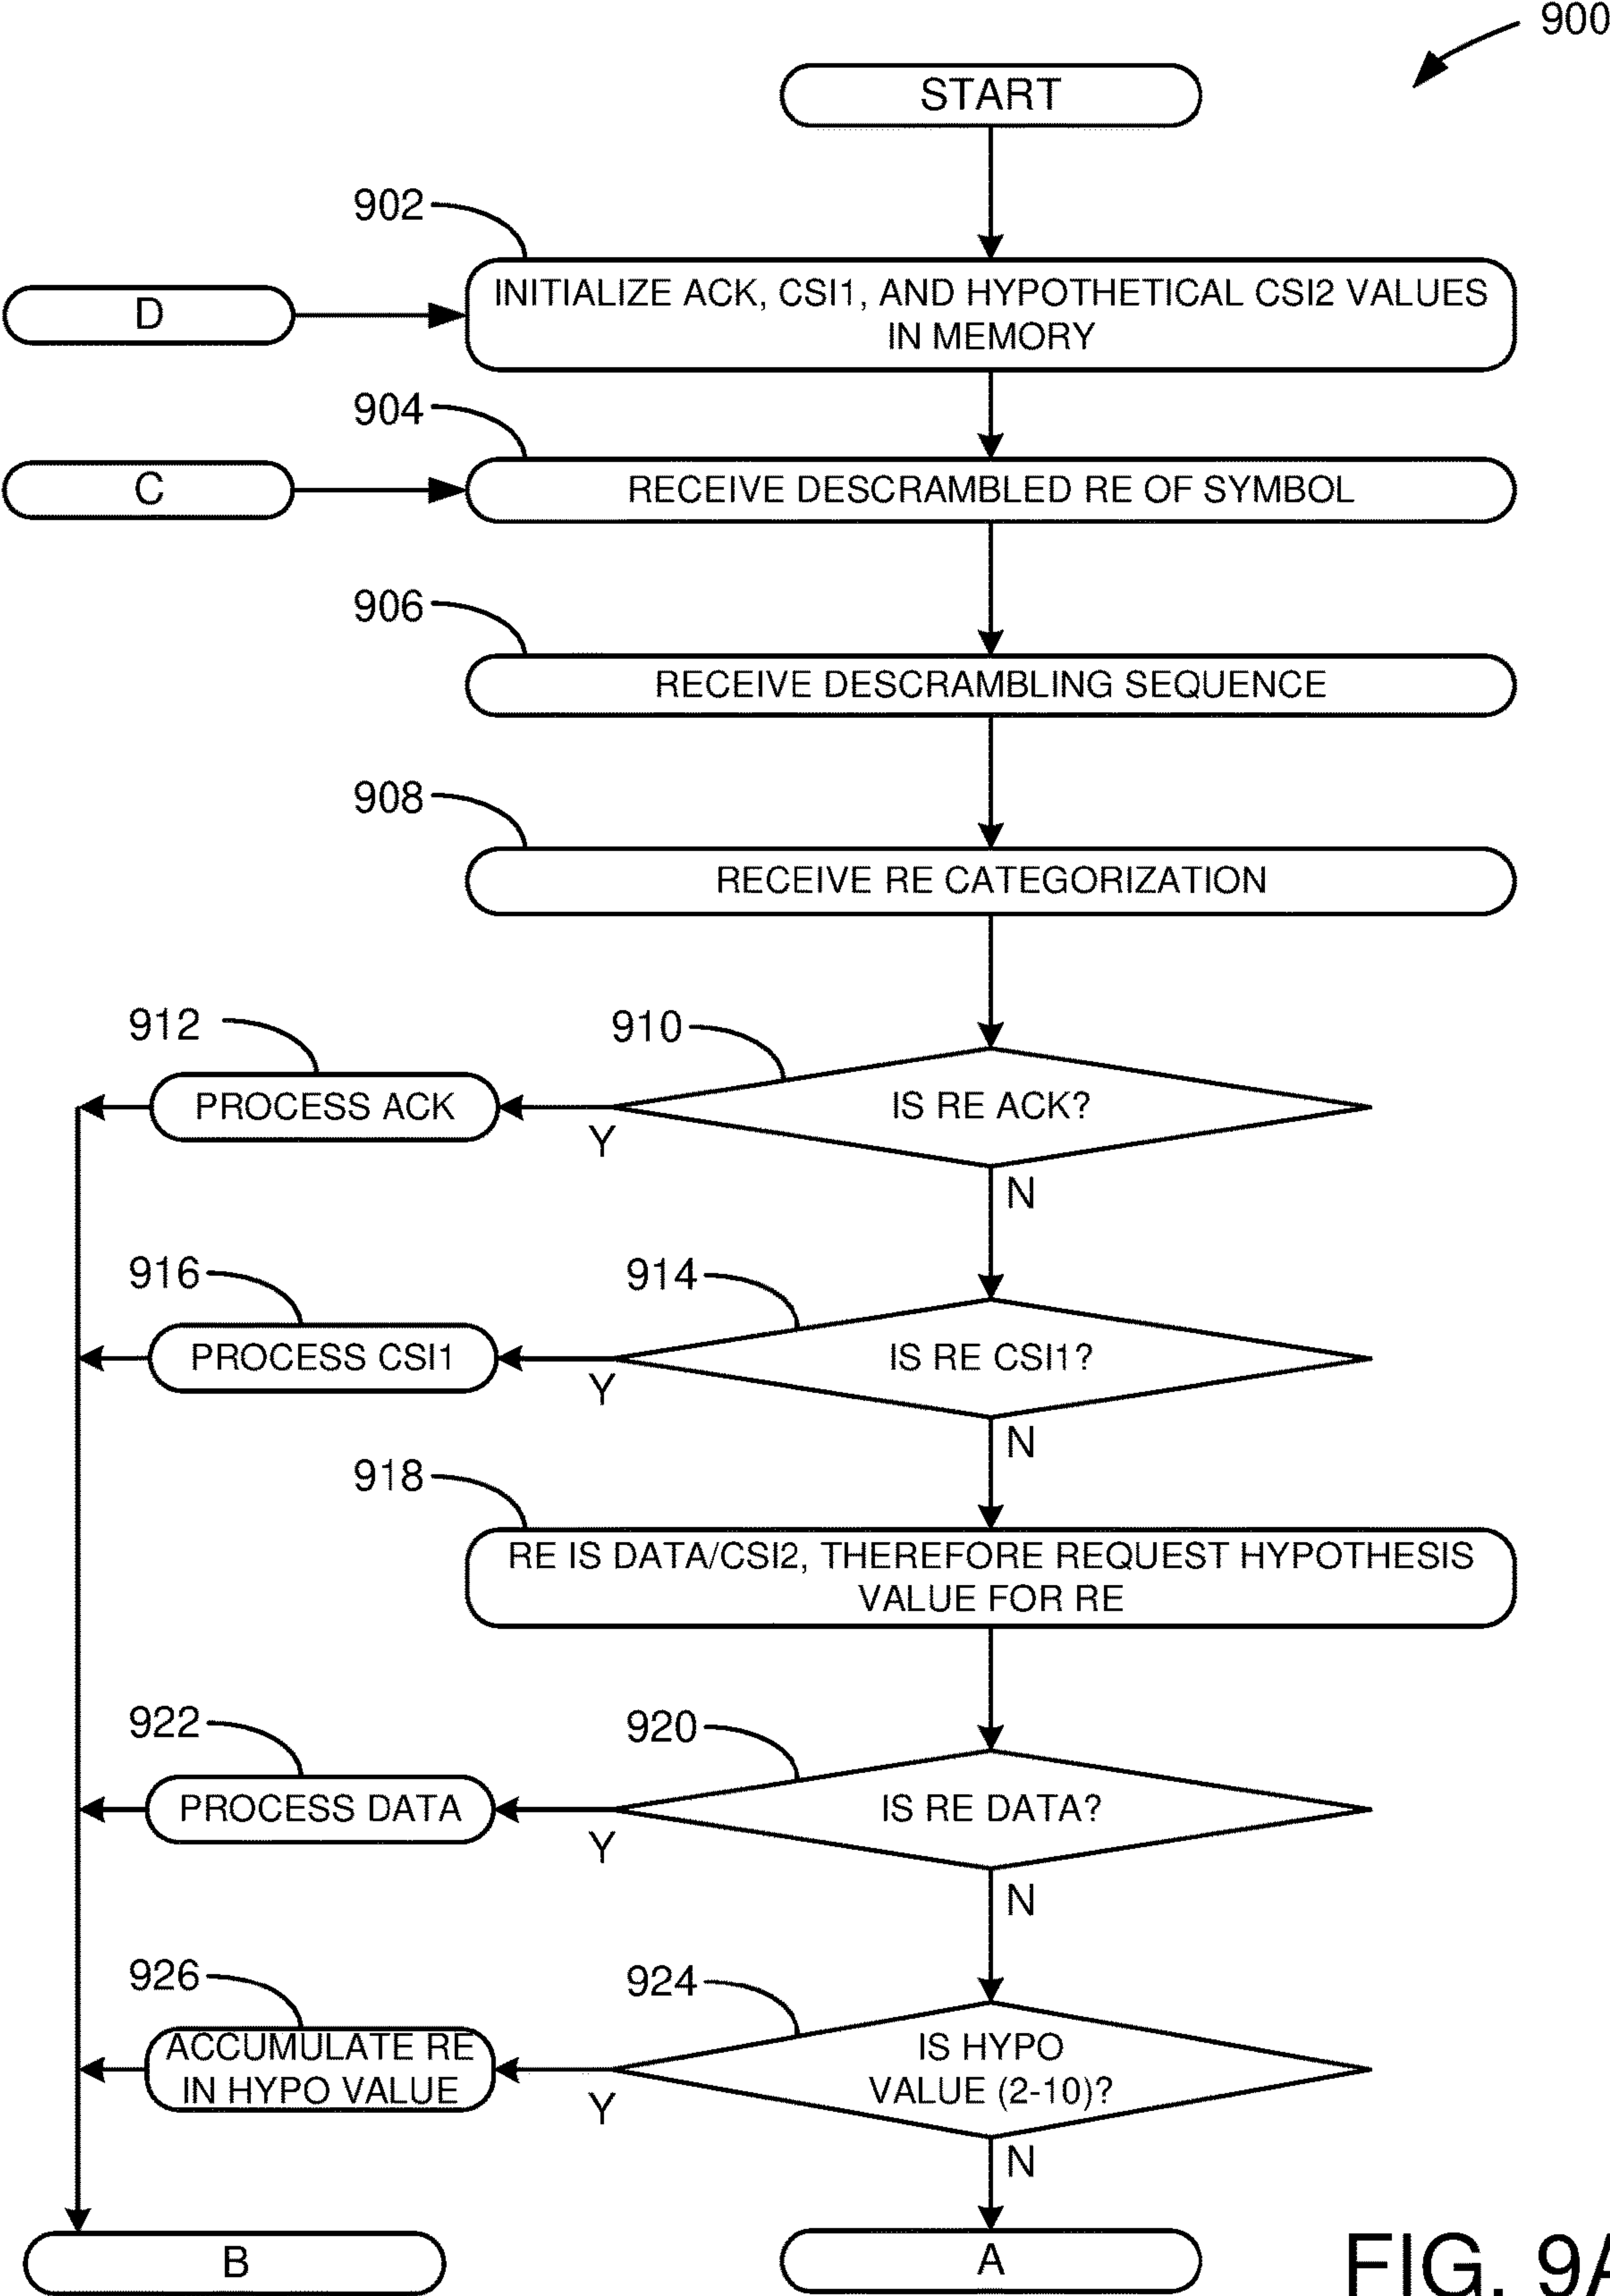 900
START
902
INITIALIZE ACK, CSI1, AND HYPOTHETICAL CSI2 VALUES
IN MEMORY
D
904
RECEIVE DESCRAMBLED RE OF SYMBOL
C
906
RECEIVE DESCRAMBLING SEQUENCE
908
RECEIVE RE CATEGORIZATION
912
910
PROCESS ACK
IS RE ACK?
Y
N
916
914
PROCESS CSI1
IS RE CSI1?
Y
N
918
RE IS DATA/CSI2, THEREFORE REQUEST HYPOTHESIS
VALUE FOR RE
922
920
PROCESS DATA
IS RE DATA?
Y
N
926
924
ACCUMULATE RE
IN HYPO VALUE
IS HYPO
VALUE (2-10)?
Y
N
B
A
FIG. 9A